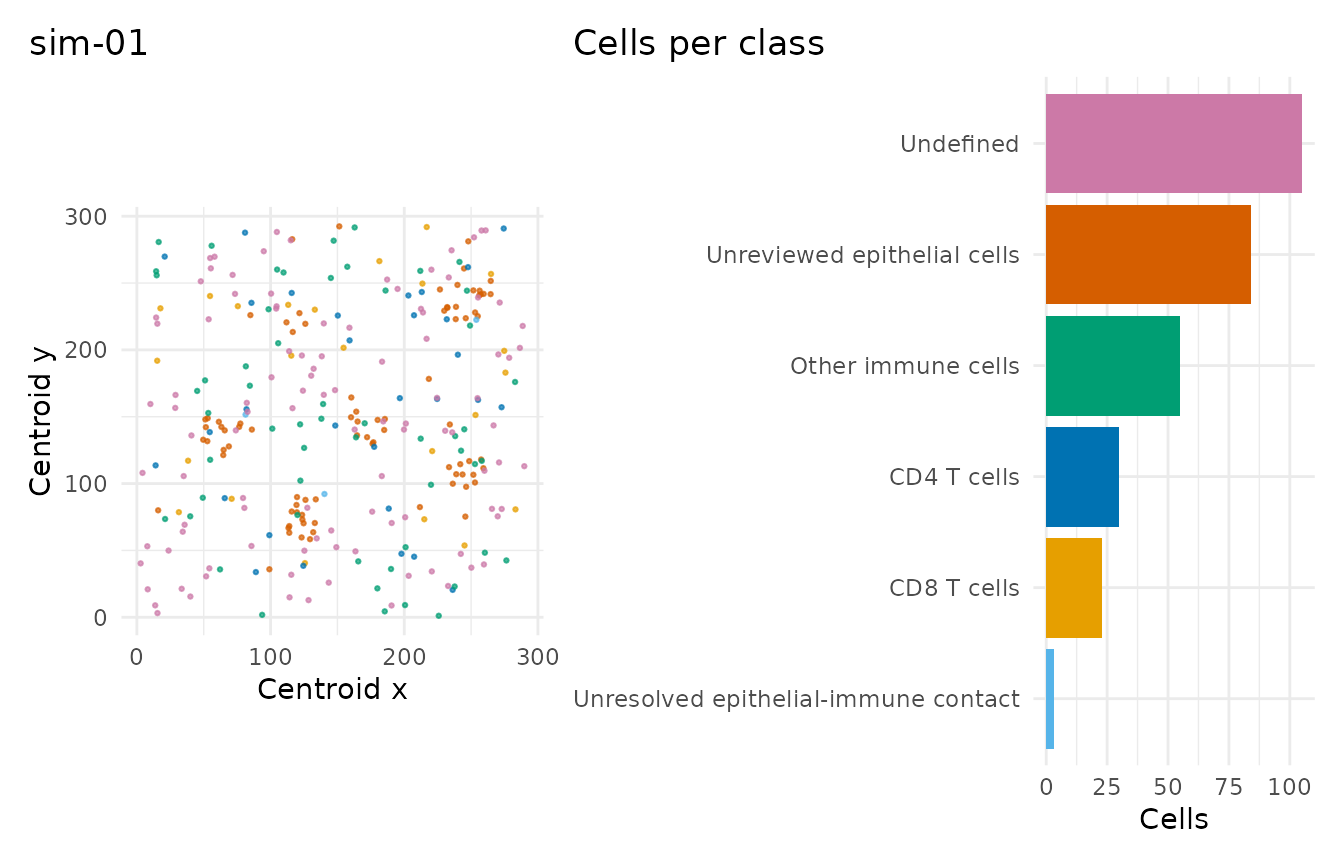 sim-01
300
200
100
0
Centroid y
0 100 200 300
Centroid x
Cells per class
Undefined
Unreviewed epithelial cells
Other immune cells
CD4 T cells
CD8 T cells
Unresolved epithelial-immune contact
0 25 50 75 100
Cells